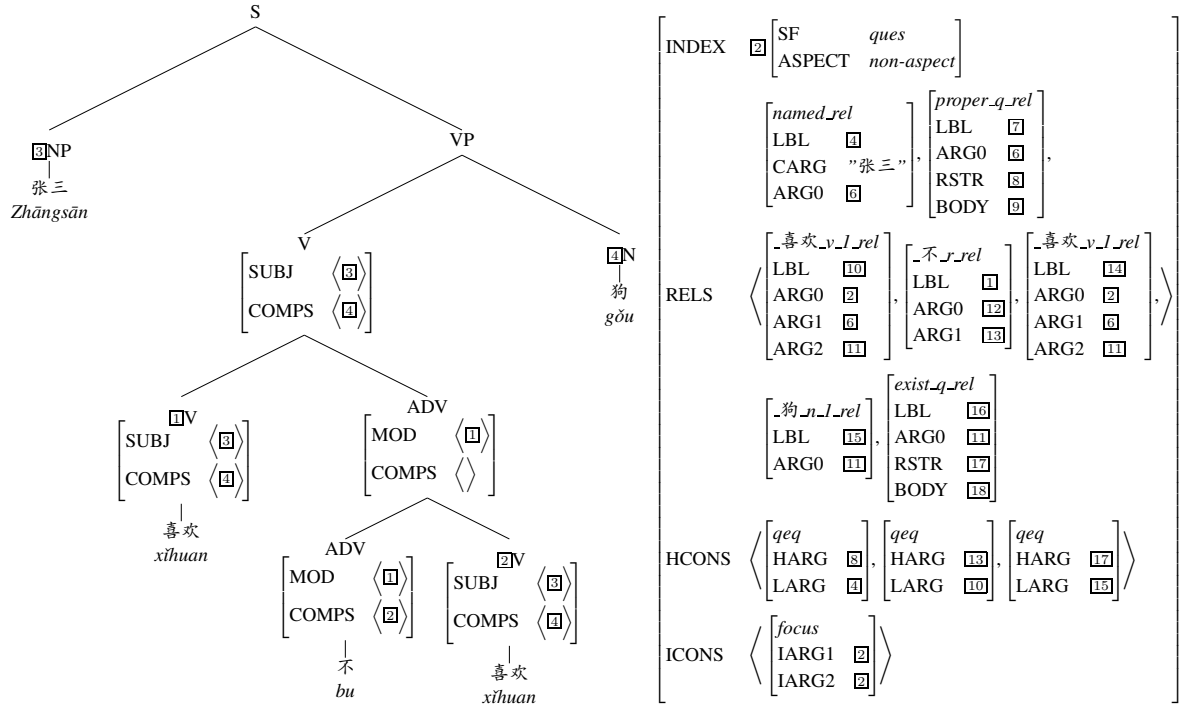 S
3NP
张三
Zhāngsān
VP
V
SUBJ ⟨3⟩
COMPS ⟨4⟩
4N
狗
gǒu
1V
SUBJ ⟨3⟩
COMPS ⟨4⟩
喜欢
xǐhuan
ADV
MOD ⟨1⟩
COMPS ⟨⟩
ADV
MOD ⟨1⟩
COMPS ⟨2⟩
不
bu
2V
SUBJ ⟨3⟩
COMPS ⟨4⟩
喜欢
xǐhuan
INDEX 2
SF ques
ASPECT non-aspect
RELS
named_rel
LBL 4
CARG ”张三”
ARG0 6
,
proper_q_rel
LBL 7
ARG0 6
RSTR 8
BODY 9
,
_喜欢_v_1_rel
LBL 10
ARG0 2
ARG1 6
ARG2 11
,
_不_r_rel
LBL 1
ARG0 12
ARG1 13
,
_喜欢_v_1_rel
LBL 14
ARG0 2
ARG1 6
ARG2 11
,
_狗_n_1_rel
LBL 15
ARG0 11
,
exist_q_rel
LBL 16
ARG0 11
RSTR 17
BODY 18
HCONS
qeq
HARG 8
LARG 4
,
qeq
HARG 13
LARG 10
,
qeq
HARG 17
LARG 15
ICONS
focus
IARG1 2
IARG2 2